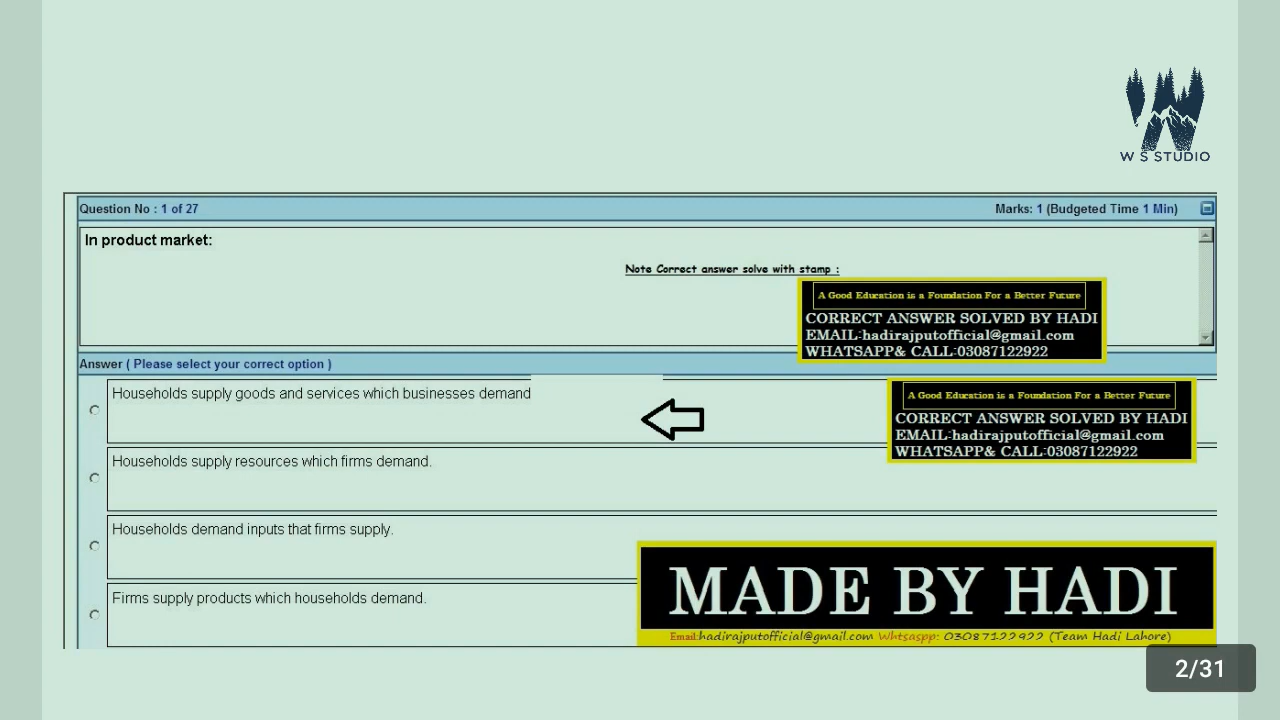 W S STUDIO
Question No : 1 of 27
Marks: 1 (Budgeted Time 1 Min)
In product market:
Note Correct answer solve with stamp :
A Good Education is a Foundation For a Better Future
CORRECT ANSWER SOLVED BY HADI
EMAIL:hadirajputofficial@gmail.com
WHATSAPP& CALL:03087122922
Answer ( Please select your correct option )
Households supply goods and services which businesses demand
A Good Education is a Foundation For a Better Future
CORRECT ANSWER SOLVED BY HADI
EMAIL:hadirajputofficial@gmail.com
WHATSAPP& CALL:03087122922
Households supply resources which firms demand.
Households demand inputs that firms supply.
Firms supply products which households demand.
MADE BY HADI
Email:hadirajputofficial@gmail.com Whtsaspp: 03087122922 (Team Hadi Lahore)
2/31